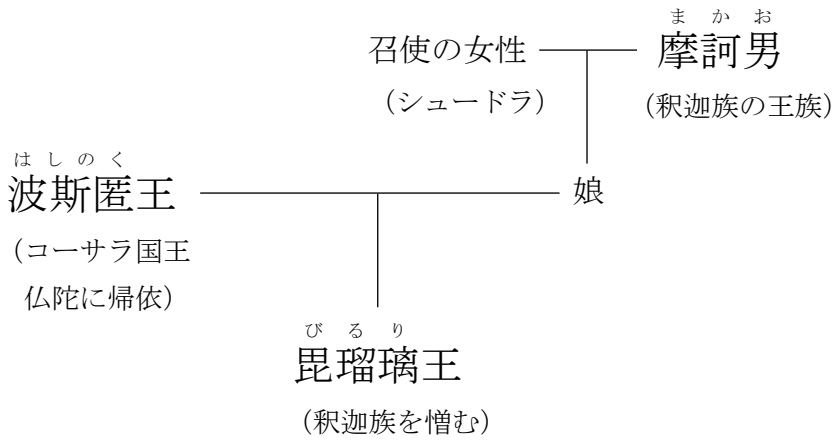 まかお
召使の女性 摩訶男
（シュードラ） （釈迦族の王族）
はしのく
波斯匿王 娘
（コーサラ国王
仏陀に帰依）
びるり
毘瑠璃王
（釈迦族を憎む）